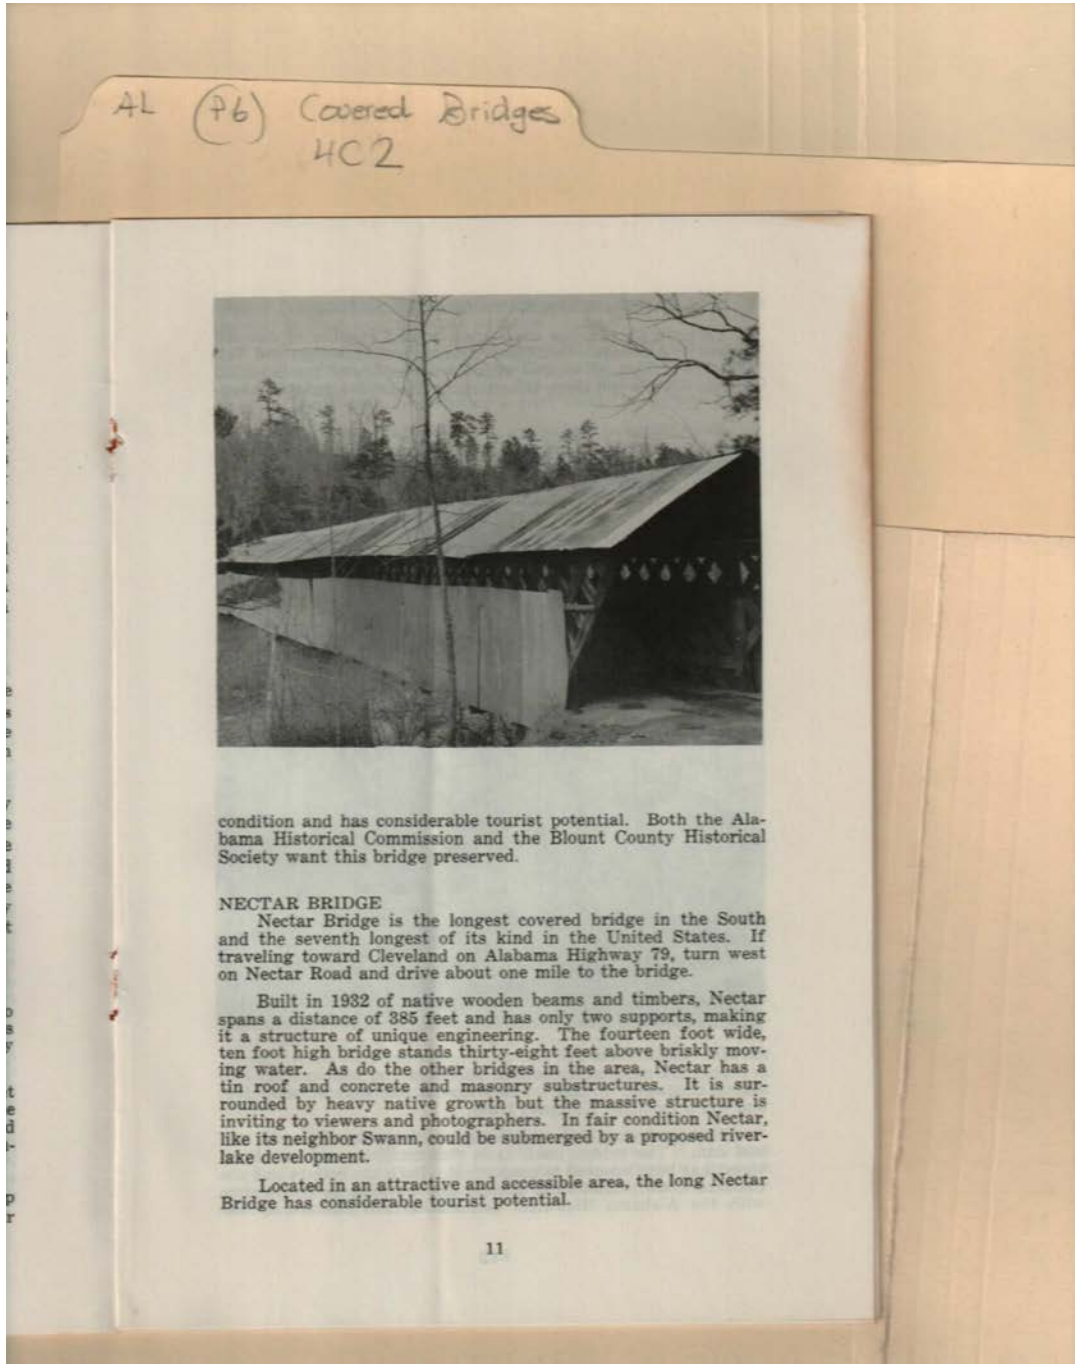 AL (P6) Covered Bridges
4C2
condition and has considerable tourist potential. Both the Ala-
bama Historical Commission and the Blount County Historical
Society want this bridge preserved.
NECTAR BRIDGE
Nectar Bridge is the longest covered bridge in the South
and the seventh longest of its kind in the United States. If
traveling toward Cleveland on Alabama Highway 79, turn west
on Nectar Road and drive about one mile to the bridge.
Built in 1932 of native wooden beams and timbers, Nectar
spans a distance of 385 feet and has only two supports, making
it a structure of unique engineering. The fourteen foot wide,
ten foot high bridge stands thirty-eight feet above briskly mov-
ing water. As do the other bridges in the area, Nectar has a
tin roof and concrete and masonry substructures. It is sur-
rounded by heavy native growth but the massive structure is
inviting to viewers and photographers. In fair condition Nectar,
like its neighbor Swann, could be submerged by a proposed river-
lake development.
Located in an attractive and accessible area, the long Nectar
Bridge has considerable tourist potential.
11